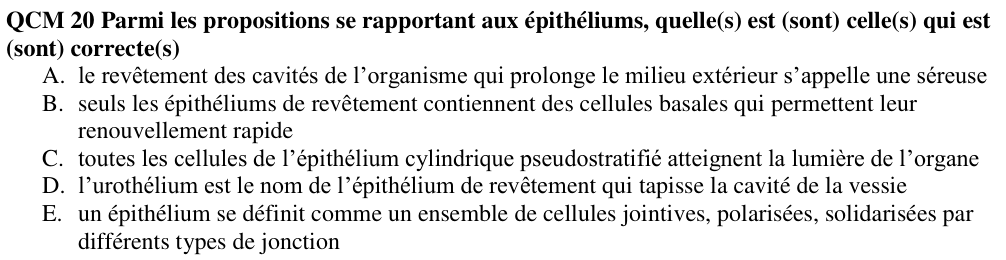 QCM 20 Parmi les propositions se rapportant aux épithéliums, quelle(s) est (sont) celle(s) qui est
(sont) correcte(s)
A. le revêtement des cavités de l'organisme qui prolonge le milieu extérieur s'appelle une séreuse
B. seuls les épithéliums de revêtement contiennent des cellules basales qui permettent leur
renouvellement rapide
C. toutes les cellules de l'épithélium cylindrique pseudostratifié atteignent la lumière de l'organe
D. l'urothélium est le nom de l'épithélium de revêtement qui tapisse la cavité de la vessie
E. un épithélium se définit comme un ensemble de cellules jointives, polarisées, solidarisées par
différents types de jonction